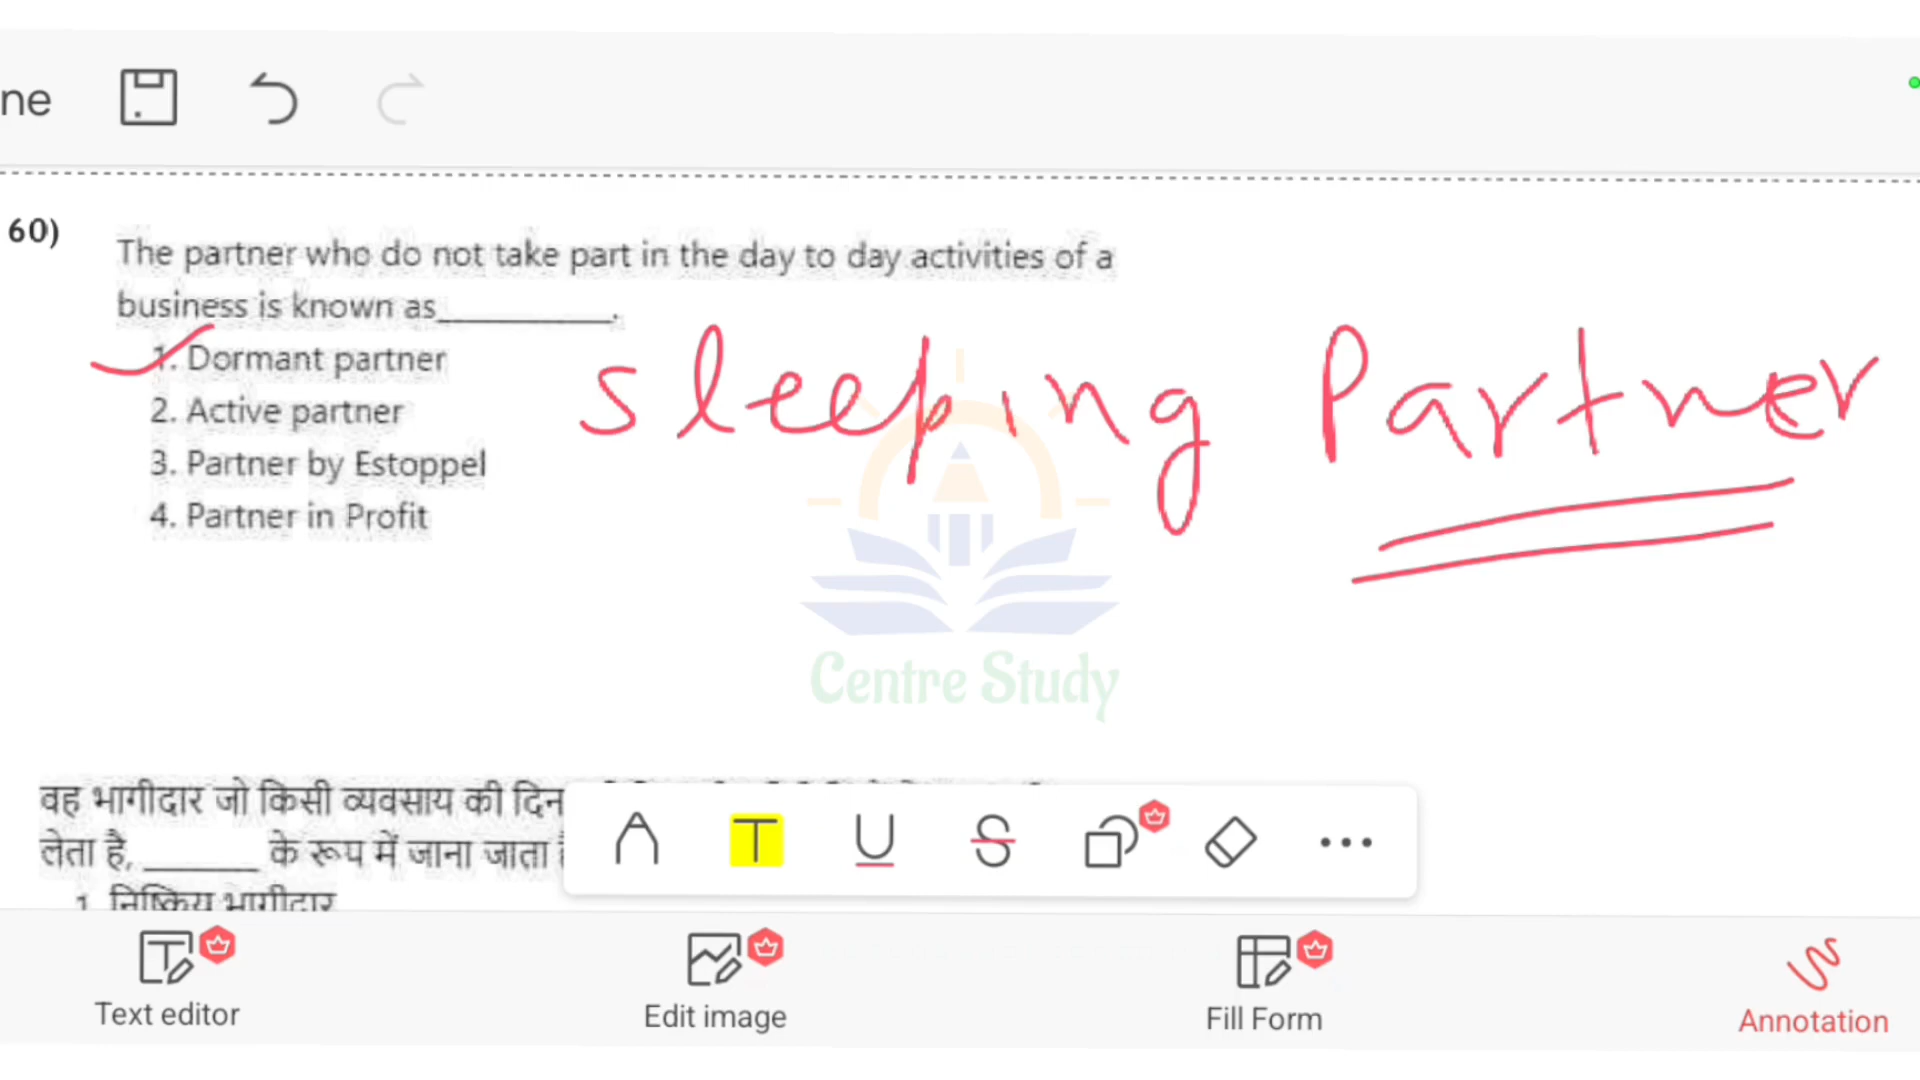 ne
60)
The partner who do not take part in the day to day activities of a
business is known as__________.
1. Dormant partner
2. Active partner
3. Partner by Estoppel
4. Partner in Profit
sleeping Partner
Centre Study
वह भागीदार जो किसी व्यवसाय की दिन
लेता है, ______ के रूप में जाना जाता
1. निष्क्रिय भागीदार
Text editor
Edit image
Fill Form
Annotation